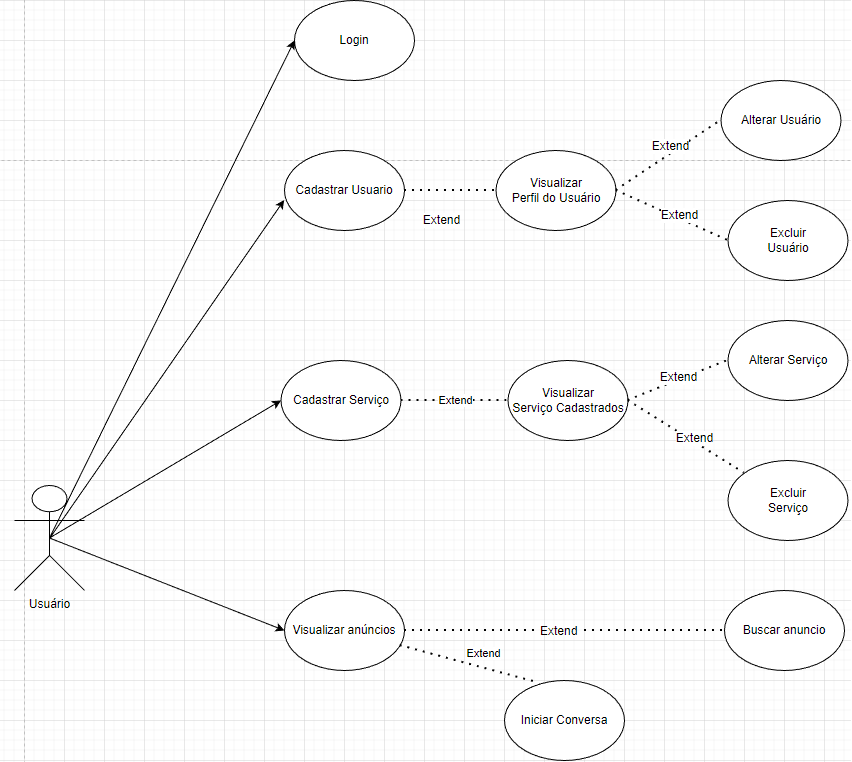 Login
Alterar Usuário
Extend
Cadastrar Usuario
Extend
Visualizar
Perfil do Usuário
Extend
Excluir
Usuário
Cadastrar Serviço
Extend
Visualizar
Serviço Cadastrados
Extend
Alterar Serviço
Extend
Excluir
Serviço
Usuário
Visualizar anúncios
Extend
Buscar anuncio
Extend
Iniciar Conversa